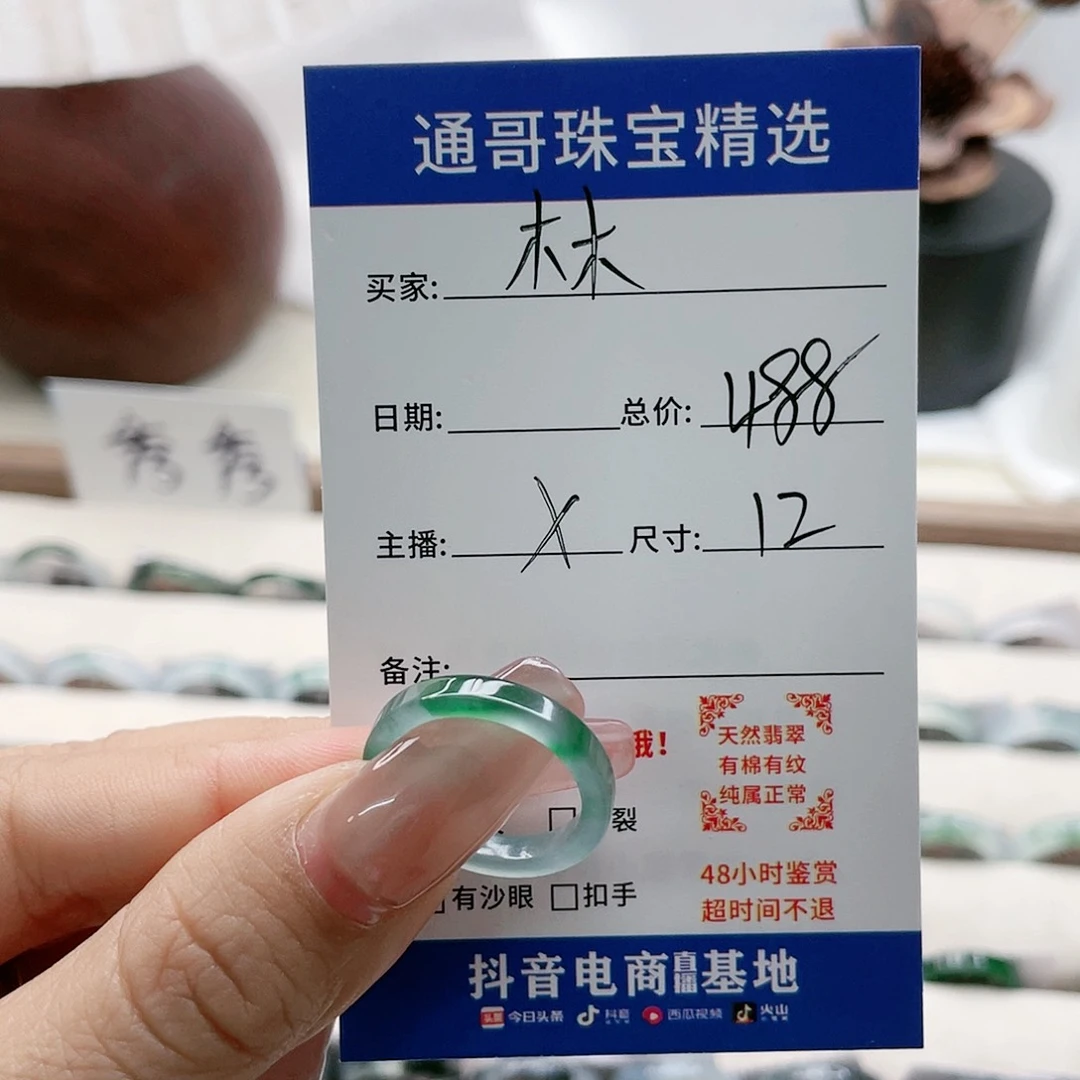 通哥珠宝精选
买家: 林
日期: 总价: 488
主播: X 尺寸: 12
备注:
我!
天然翡翠
有棉有纹
纯属正常
裂
48小时鉴赏
有沙眼 □扣手
超时间不退
抖音电商直播基地
今日头条 抖音 西瓜视频 火山
秀秀